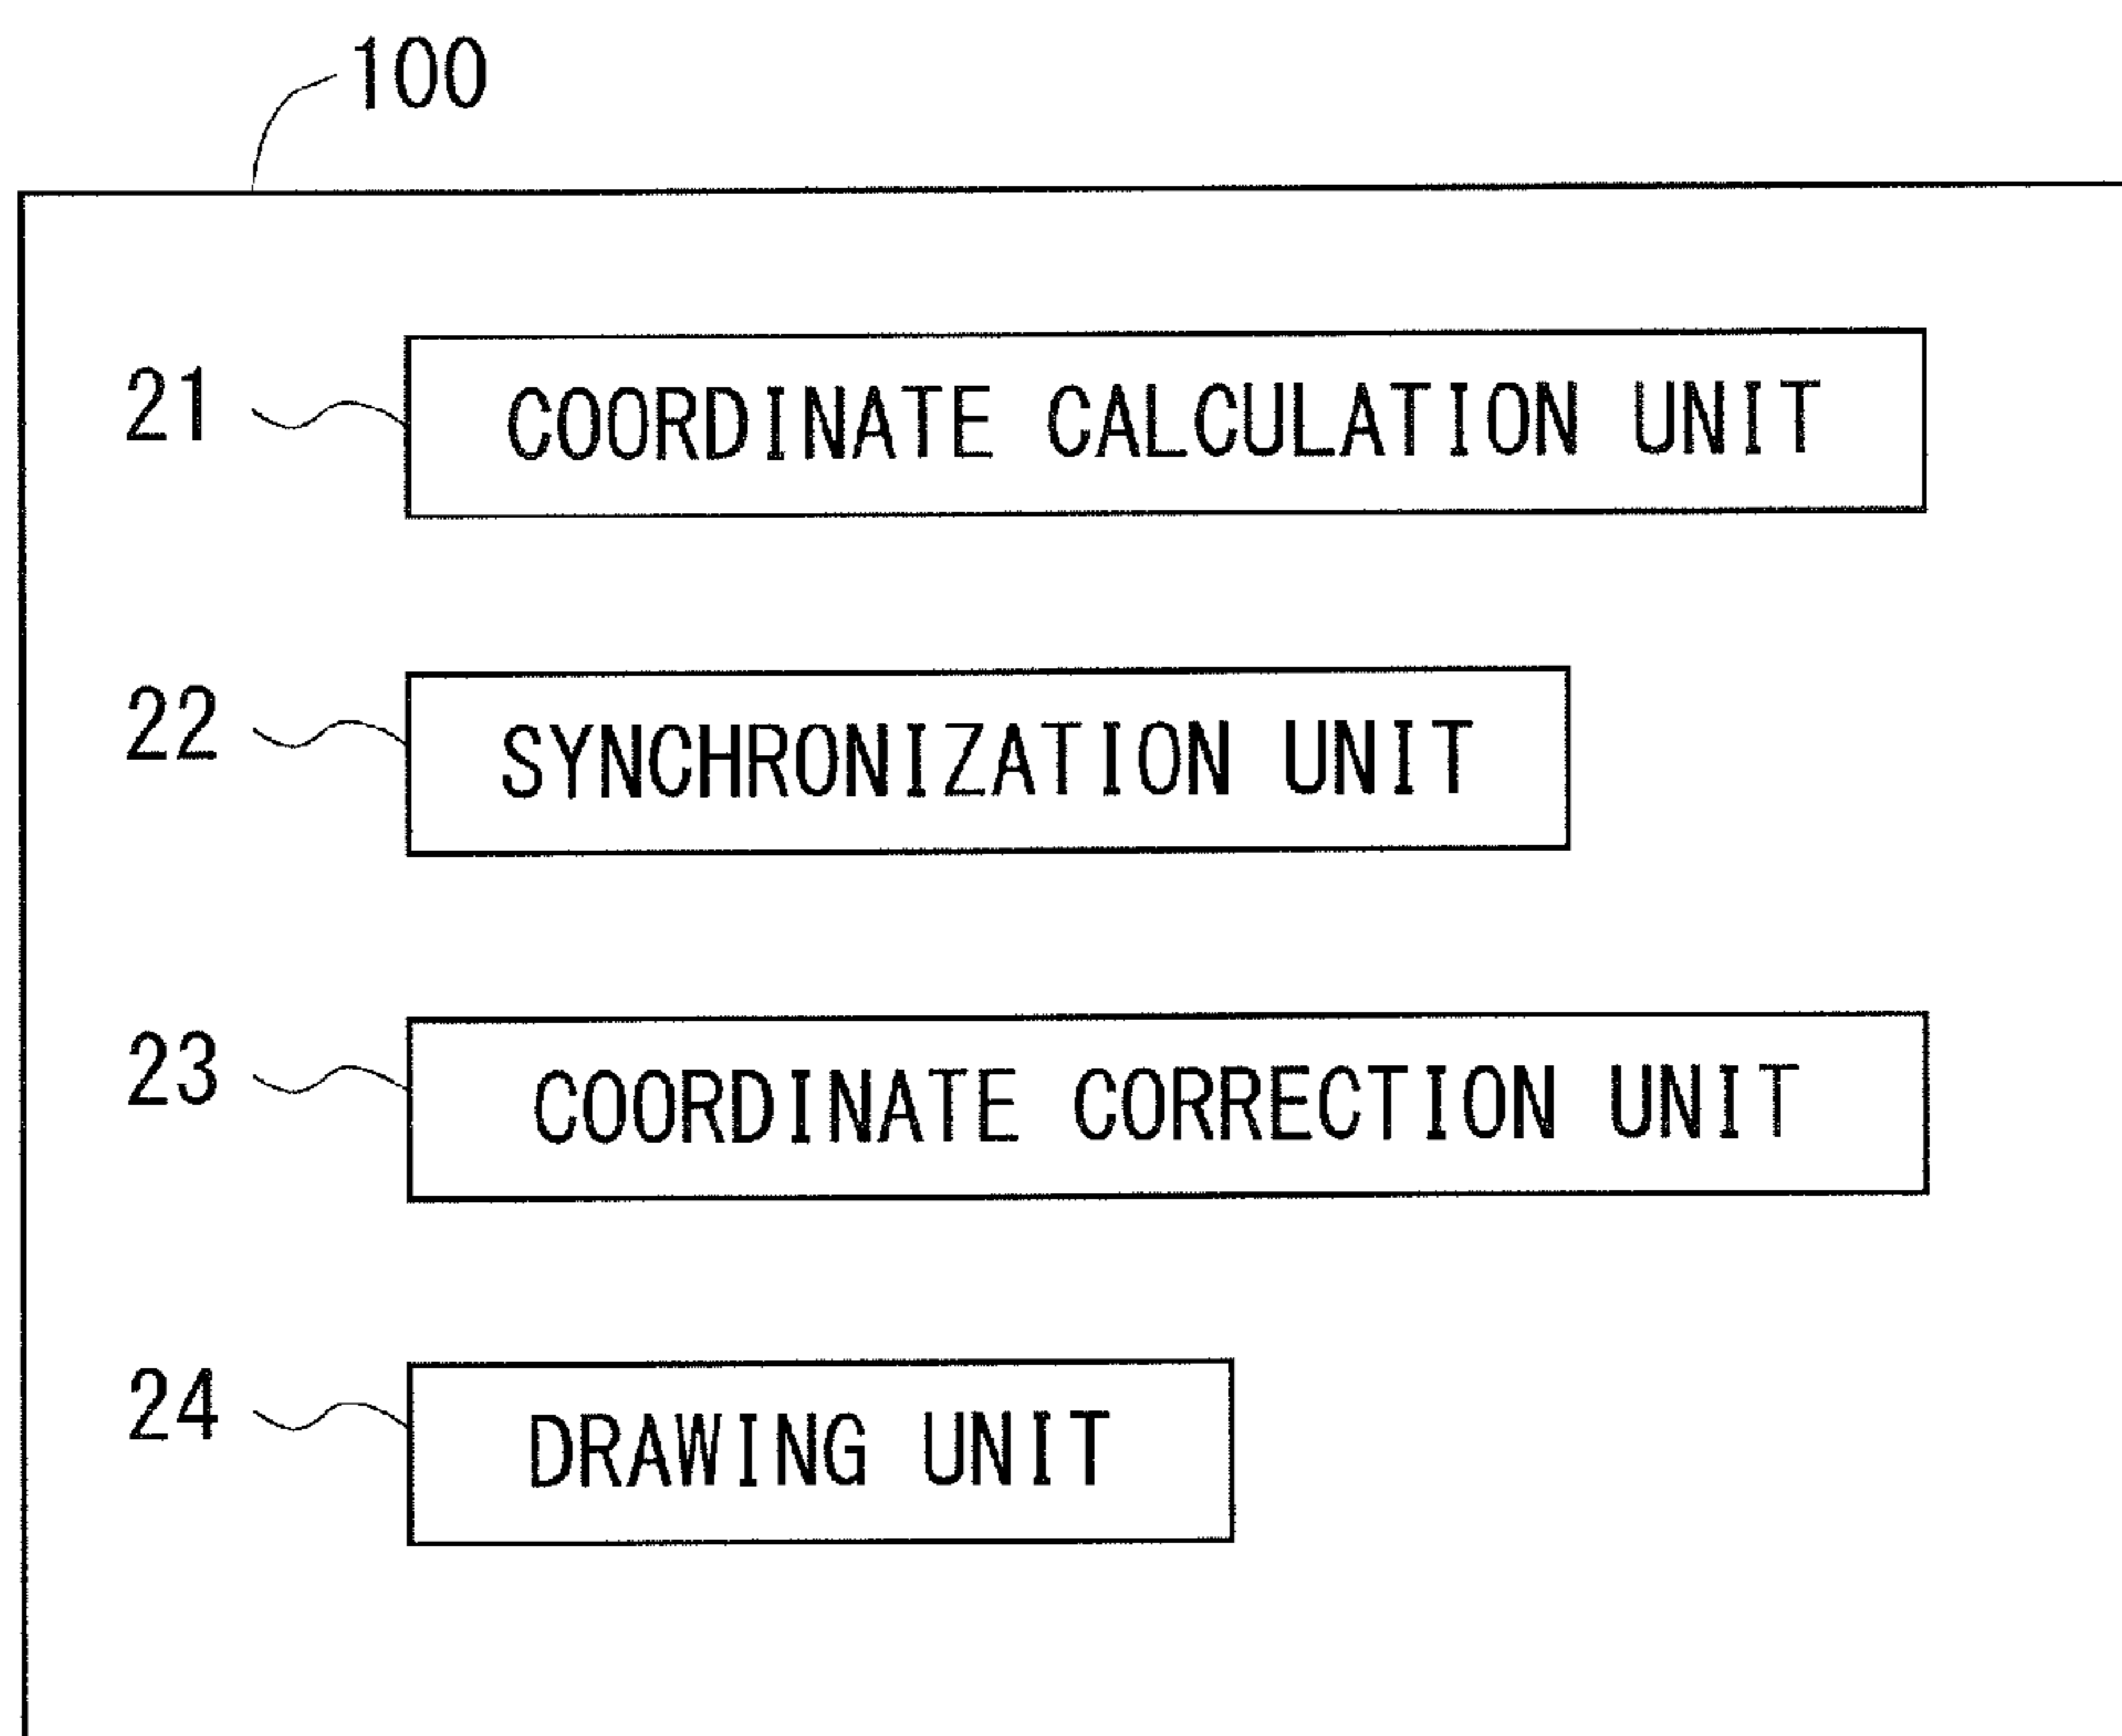 100
21 COORDINATE CALCULATION UNIT
22 SYNCHRONIZATION UNIT
23 COORDINATE CORRECTION UNIT
24 DRAWING UNIT